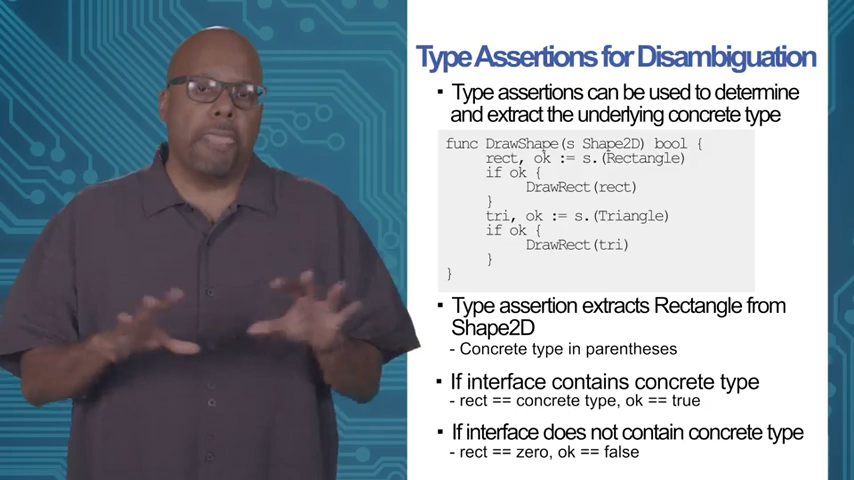 Type Assertions for Disambiguation
▪ Type assertions can be used to determine
and extract the underlying concrete type
func DrawShape(s Shape2D) bool {
rect, ok := s.(Rectangle)
if ok {
DrawRect(rect)
}
tri, ok := s.(Triangle)
if ok {
DrawRect(tri)
}
}
▪ Type assertion extracts Rectangle from
Shape2D
- Concrete type in parentheses
▪ If interface contains concrete type
- rect == concrete type, ok == true
▪ If interface does not contain concrete type
- rect == zero, ok == false